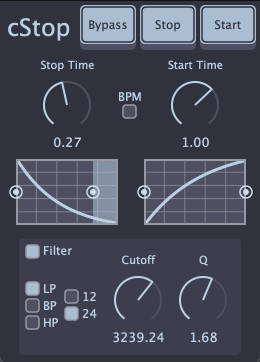 cStop Bypass Stop Start
Stop Time Start Time
BPM
0.27 1.00
Filter
Cutoff Q
LP 12
BP 24
HP
3239.24 1.68